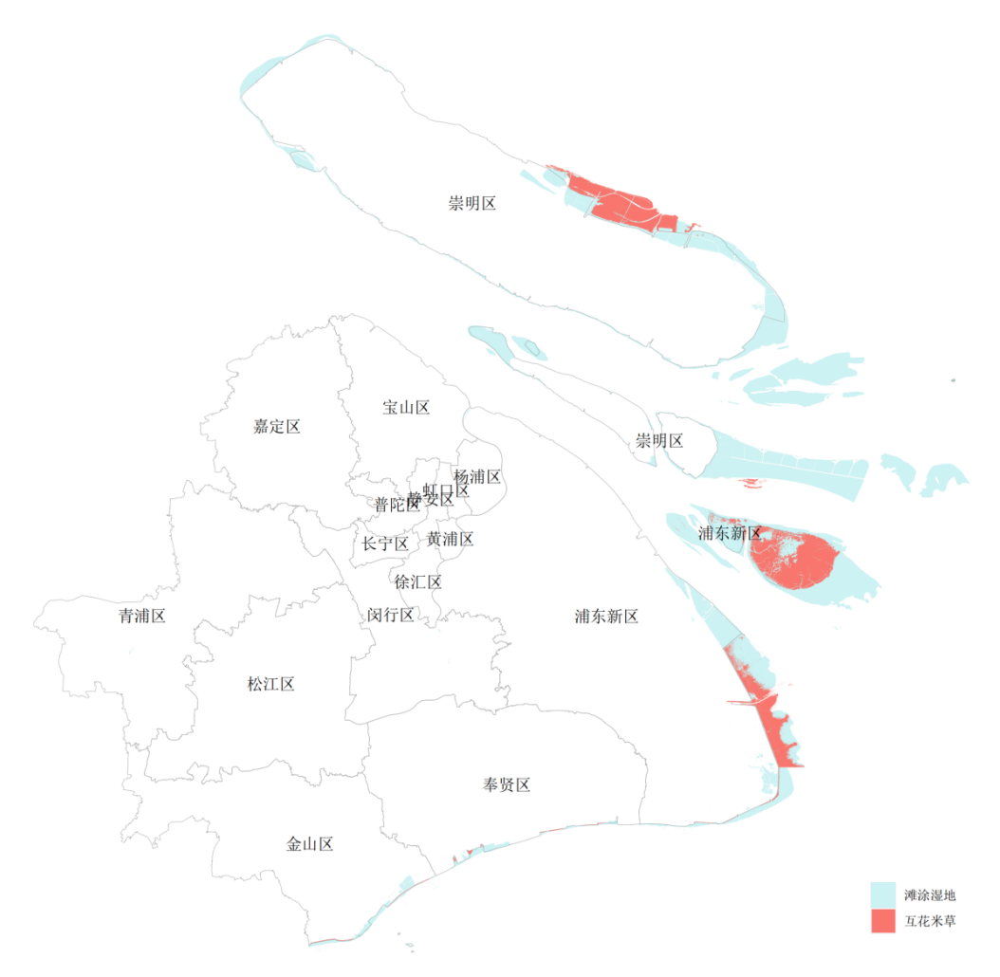 崇明区
宝山区
嘉定区
崇明区
杨浦区
虹口区
静安区
普陀区
浦东新区
黄浦区
长宁区
徐汇区
闵行区
青浦区
浦东新区
松江区
奉贤区
金山区
滩涂湿地
互花米草